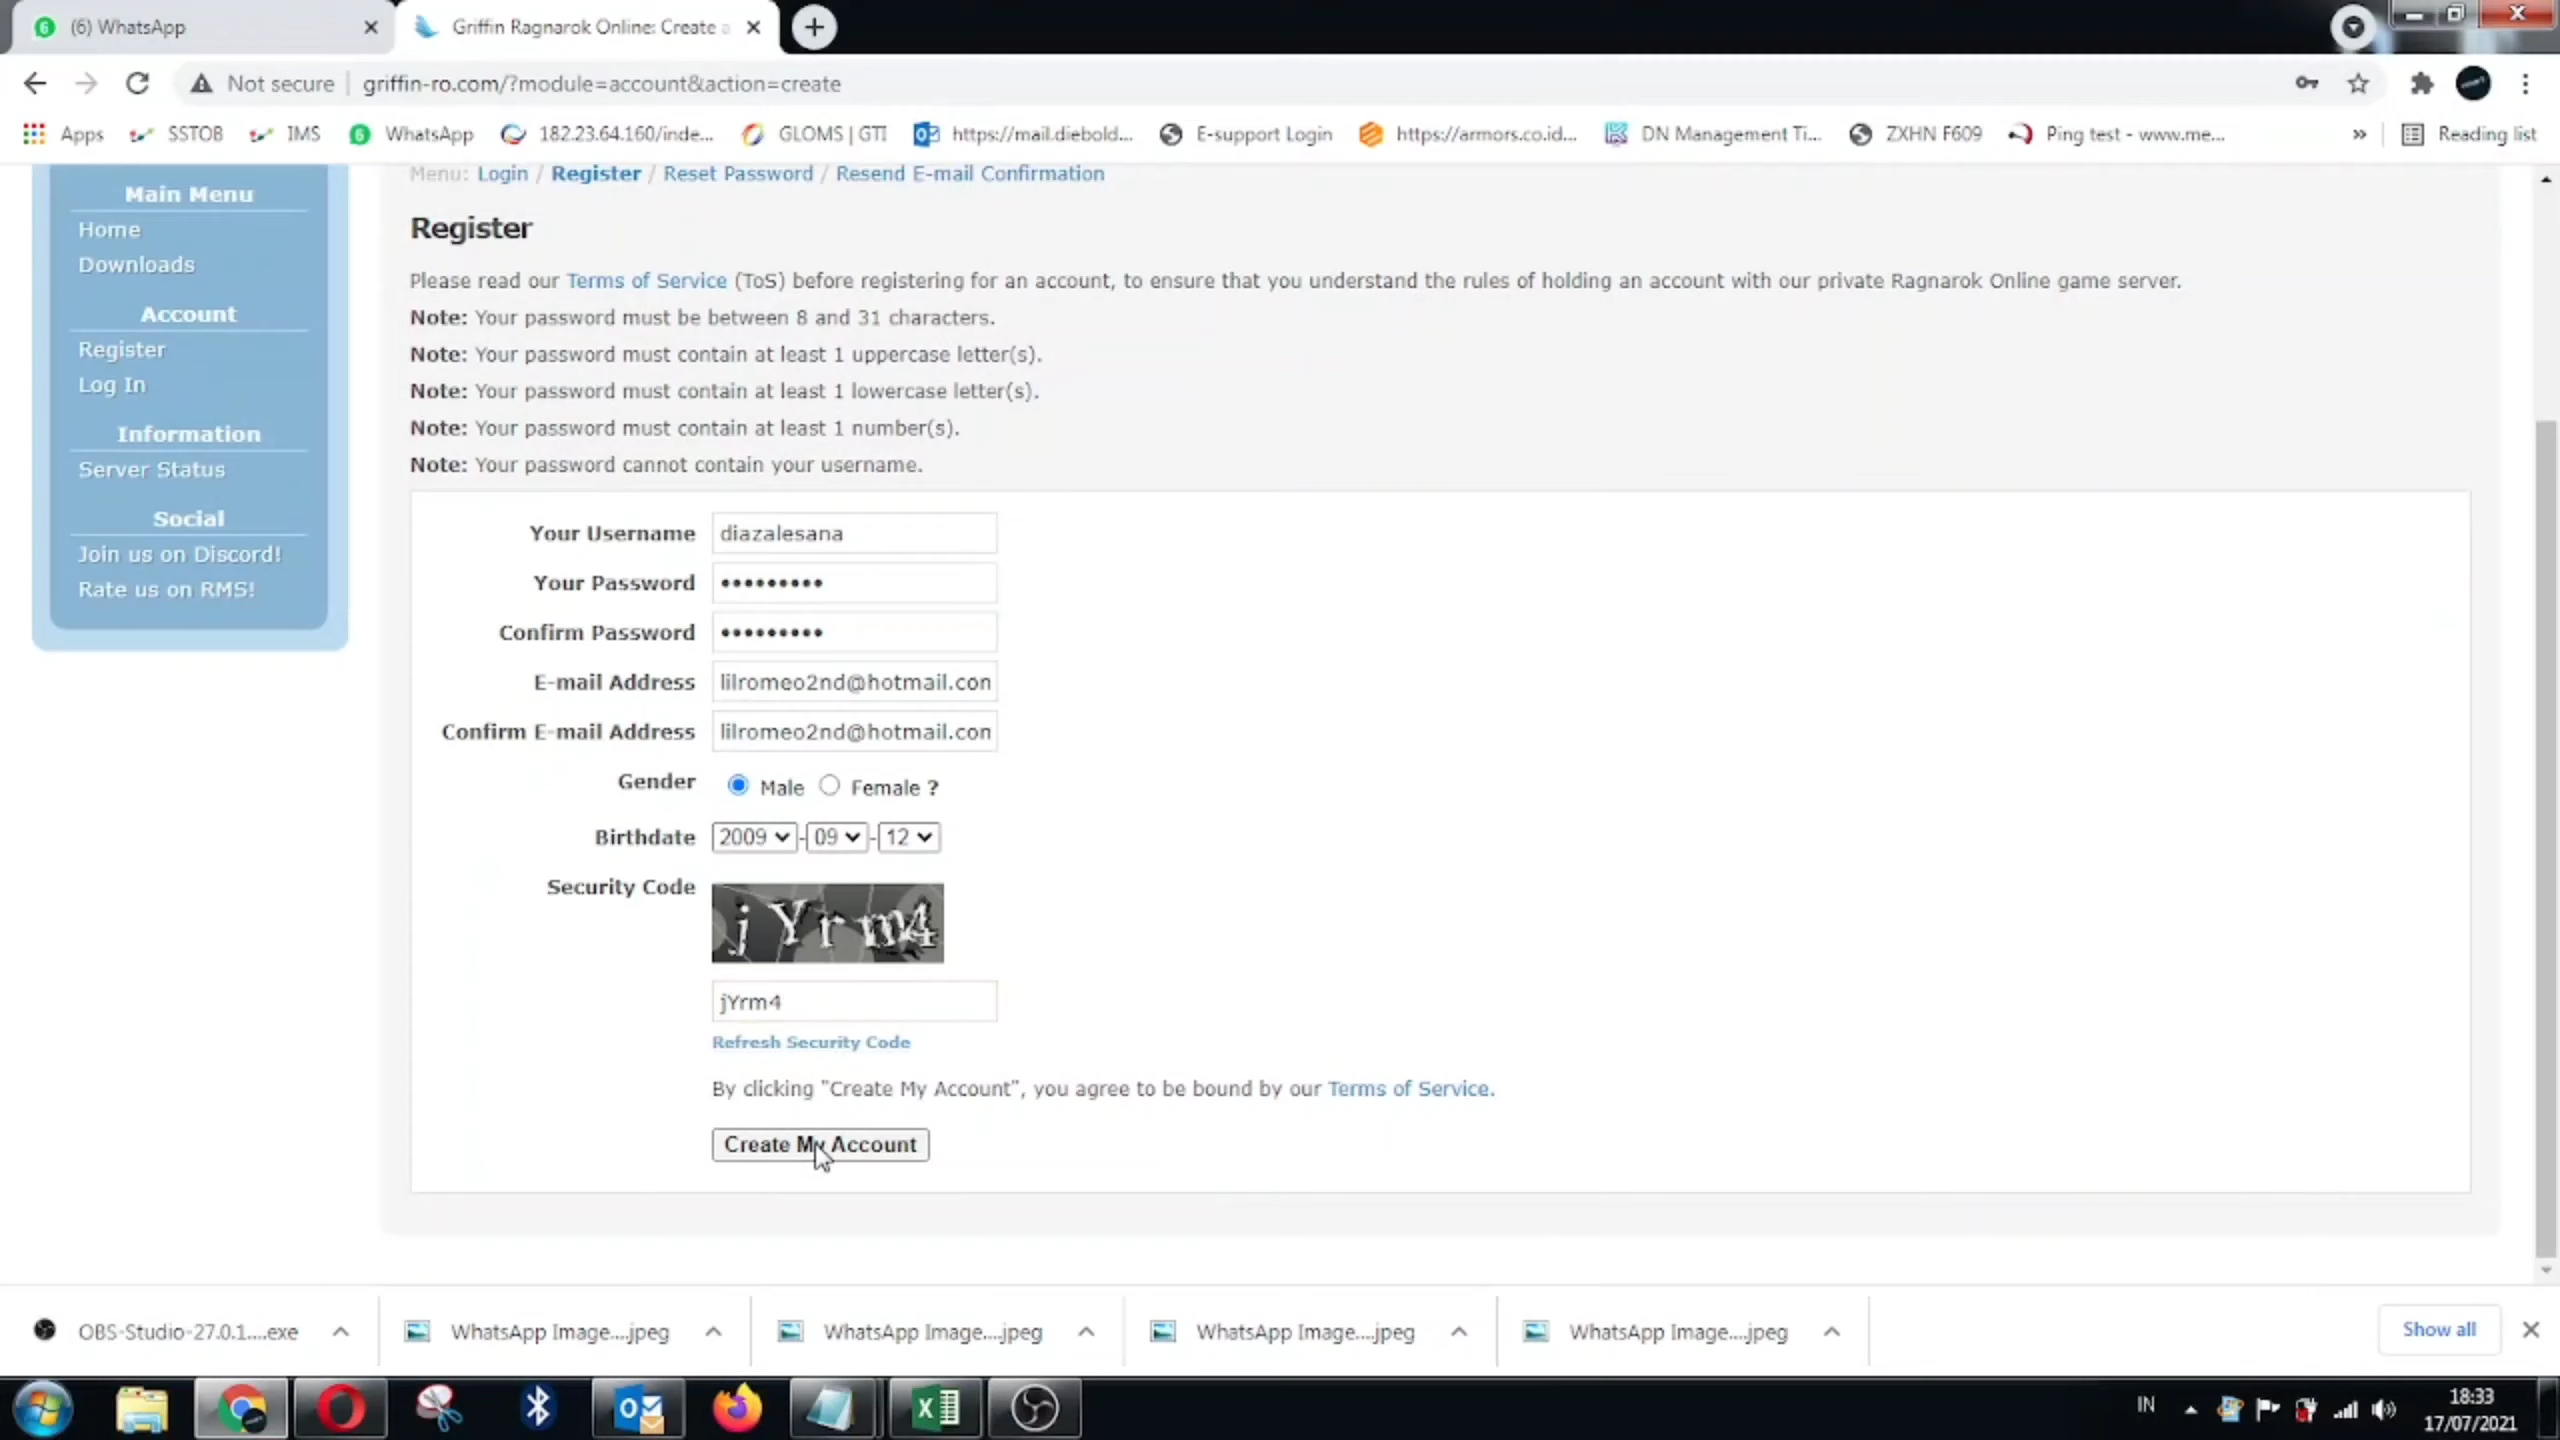 (6) WhatsApp
Griffin Ragnarok Online: Create a
Not secure
griffin-ro.com/?module=account&action=create
Apps
SSTOB
IMS
WhatsApp
182.23.64.160/inde...
GLOMS | GTI
https://mail.diebold...
E-support Login
https://armors.co.id...
DN Management Ti...
ZXHN F609
Ping test - www.me...
»
Reading list
Main Menu
Home
Downloads
Account
Register
Log In
Information
Server Status
Social
Join us on Discord!
Rate us on RMS!
Menu: Login / Register / Reset Password / Resend E-mail Confirmation
Register
Please read our Terms of Service (ToS) before registering for an account, to ensure that you understand the rules of holding an account with our private Ragnarok Online game server.
Note: Your password must be between 8 and 31 characters.
Note: Your password must contain at least 1 uppercase letter(s).
Note: Your password must contain at least 1 lowercase letter(s).
Note: Your password must contain at least 1 number(s).
Note: Your password cannot contain your username.
Your Username diazalesana
Your Password •••••••••
Confirm Password •••••••••
E-mail Address lilromeo2nd@hotmail.con
Confirm E-mail Address lilromeo2nd@hotmail.con
Gender Male Female ?
Birthdate 2009 - 09 - 12
Security Code jYrm4
jYrm4
Refresh Security Code
By clicking "Create My Account", you agree to be bound by our Terms of Service.
Create My Account
OBS-Studio-27.0.1....exe
WhatsApp Image....jpeg
WhatsApp Image....jpeg
WhatsApp Image....jpeg
WhatsApp Image....jpeg
Show all
IN
18:33
17/07/2021